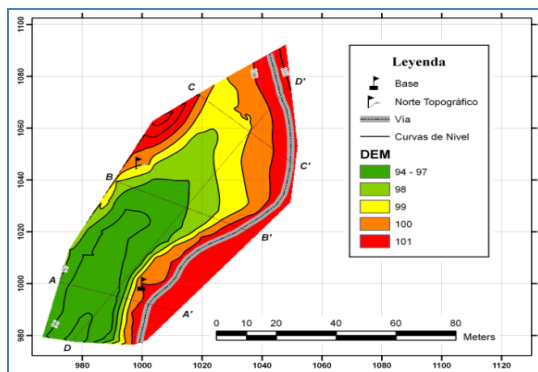 1100
1080
1060
1040
1020
1000
980
980
1000
1020
1040
1060
1080
1100
1120
C
D'
B
C'
B'
A
A'
D
Leyenda
Base
Norte Topográfico
Vía
Curvas de Nivel
DEM
94 - 97
98
99
100
101
0 10 20 40 60 80
Meters